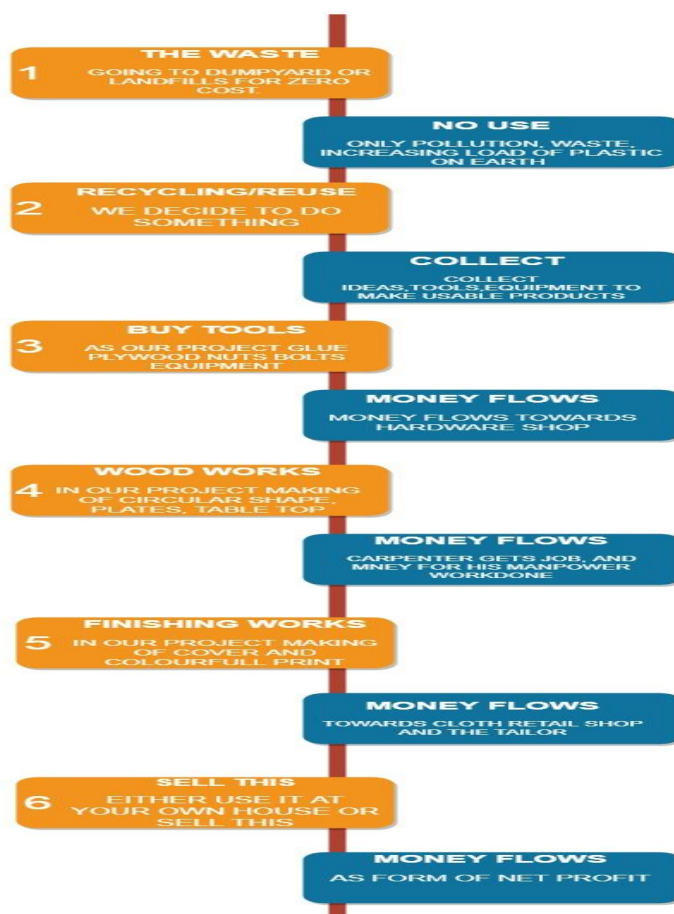 THE WASTE
1
GOING TO DUMPYARD OR
LANDFILLS FOR ZERO
COST.
NO USE
ONLY POLLUTION, WASTE,
INCREASING LOAD OF PLASTIC
ON EARTH
RECYCLING/REUSE
2
WE DECIDE TO DO
SOMETHING
COLLECT
COLLECT
IDEAS,TOOLS,EQUIPMENT TO
MAKE USABLE PRODUCTS
BUY TOOLS
3
AS OUR PROJECT GLUE
PLYWOOD NUTS BOLTS
EQUIPMENT
MONEY FLOWS
MONEY FLOWS TOWARDS
HARDWARE SHOP
WOOD WORKS
4
IN OUR PROJECT MAKING
OF CIRCULAR SHAPE,
PLATES, TABLE TOP
MONEY FLOWS
CARPENTER GETS JOB, AND
MNEY FOR HIS MANPOWER
WORKDONE
FINISHING WORKS
5
IN OUR PROJECT MAKING
OF COVER AND
COLOURFULL PRINT
MONEY FLOWS
TOWARDS CLOTH RETAIL SHOP
AND THE TAILOR
SELL THIS
6
EITHER USE IT AT
YOUR OWN HOUSE OR
SELL THIS
MONEY FLOWS
AS FORM OF NET PROFIT